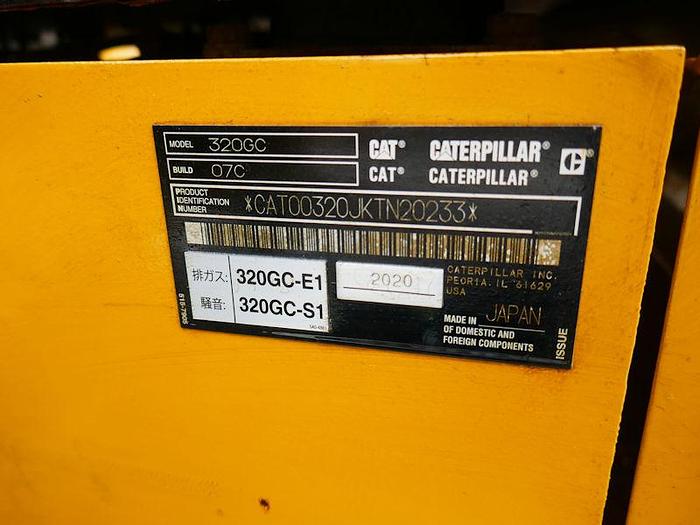 MODEL 320GC CAT® CATERPILLAR®
BUILD 07C CAT® CATERPILLAR®
PRODUCT
IDENTIFICATION
NUMBER *CAT00320JKTN20233*
排ガス: 320GC-E1
騒音: 320GC-S1
2020
CATERPILLAR INC.
PEORIA. IL 61629
USA
MADE IN JAPAN
OF DOMESTIC AND
FOREIGN COMPONENTS
ISSUE